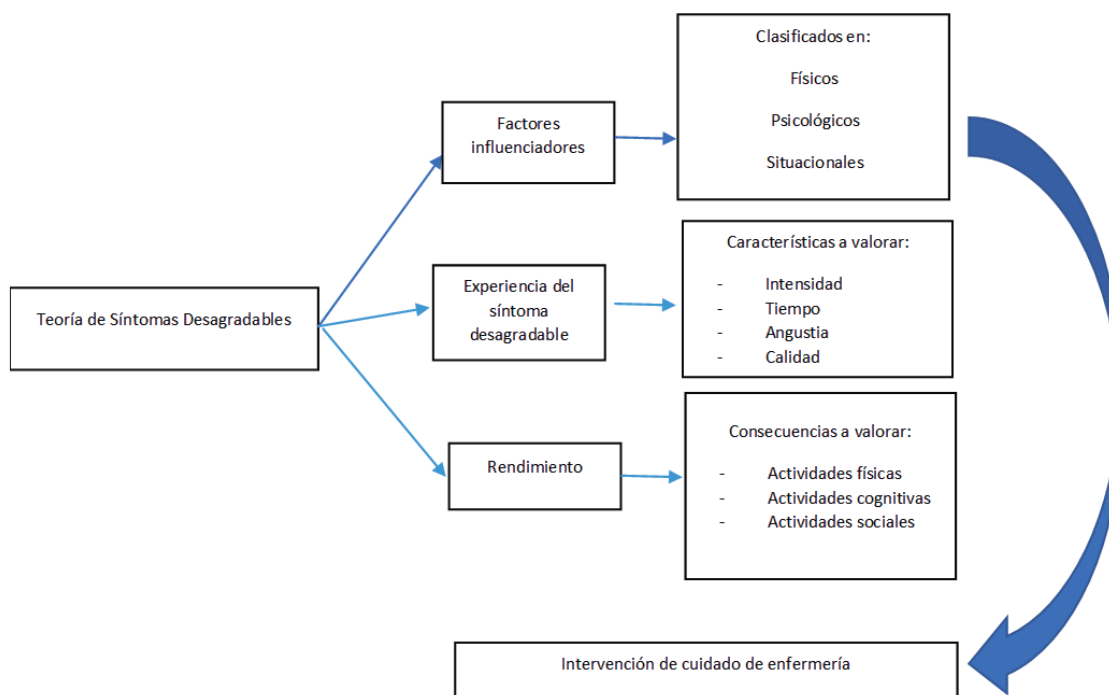 Teoría de Síntomas Desagradables
Factores
influenciadores
Clasificados en:
Físicos
Psicológicos
Situacionales
Experiencia del
síntoma
desagradable
Características a valorar:
- Intensidad
- Tiempo
- Angustia
- Calidad
Rendimiento
Consecuencias a valorar:
- Actividades físicas
- Actividades cognitivas
- Actividades sociales
Intervención de cuidado de enfermería